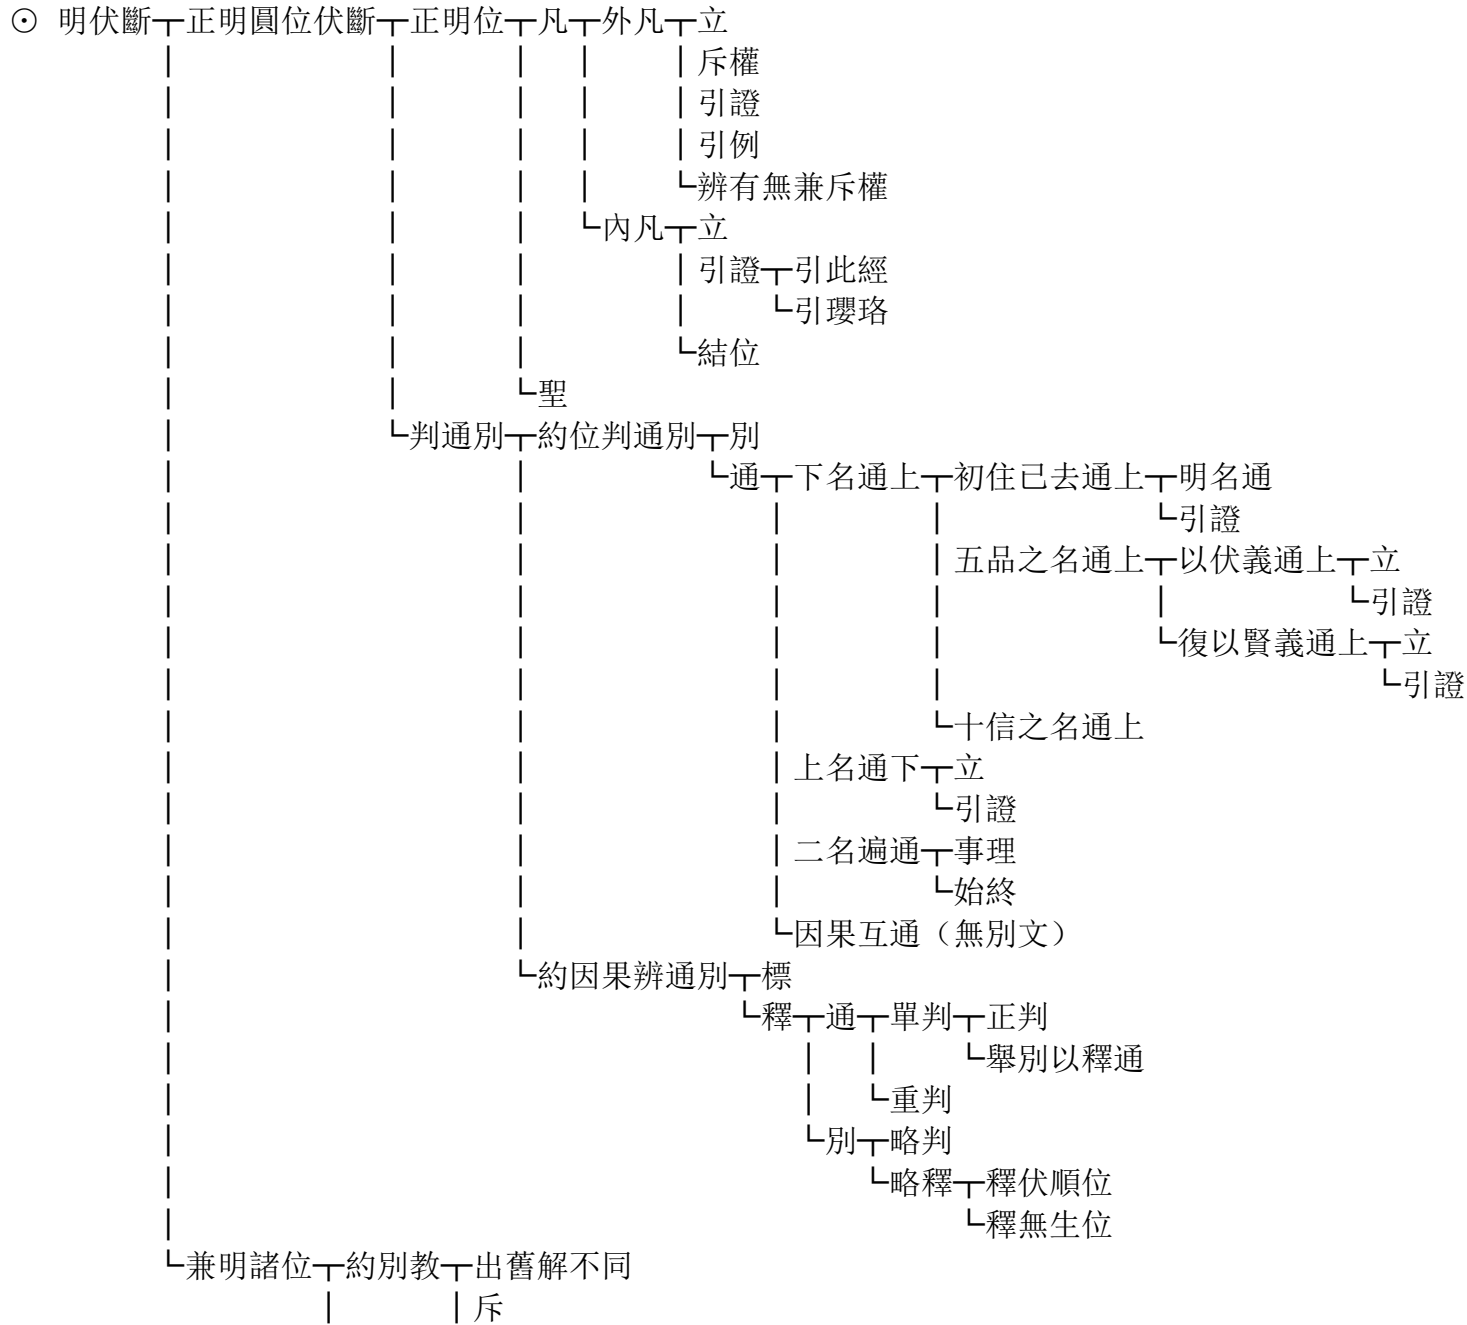 ⊙ 明伏斷┬正明圓位伏斷┬正明位┬凡┬外凡┬立
│斥權
│引證
│引例
└辨有無兼斥權
└內凡┬立
│引證┬引此經
└引瓔珞
└結位
└聖
└判通別┬約位判通別┬別
└通┬下名通上┬初住已去通上┬明名通
└引證
│五品之名通上┬以伏義通上┬立
└引證
└復以賢義通上┬立
└引證
└十信之名通上
│上名通下┬立
└引證
│二名遍通┬事理
└始終
└因果互通（無別文）
└約因果辨通別┬標
└釋┬通┬單判┬正判
└舉別以釋通
└重判
└別┬略判
└略釋┬釋伏順位
└釋無生位
└兼明諸位┬約別教┬出舊解不同
│斥